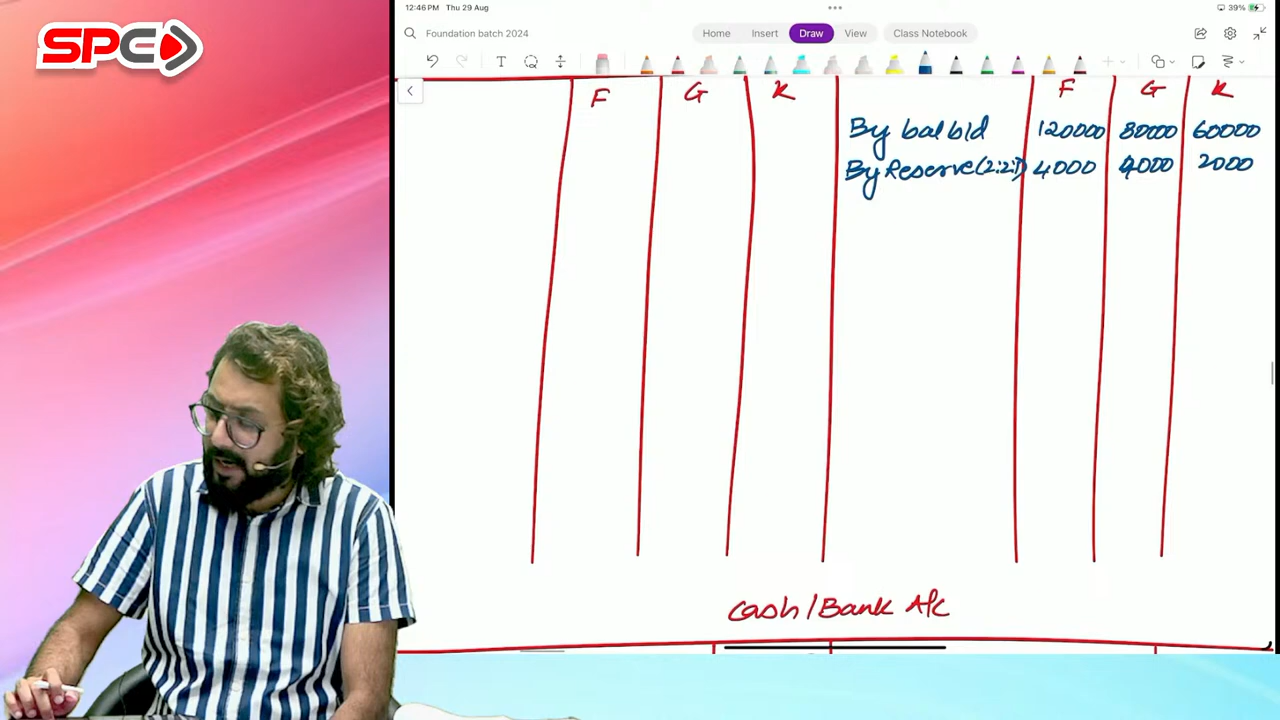 SPC
12:46 PM Thu 29 Aug
39%
Foundation batch 2024
Home Insert Draw View Class Notebook
F G K F G K
By bal b/d 120000 80000 60000
By Reserve (2:2:1) 4000 4000 2000
Cash/Bank A/C